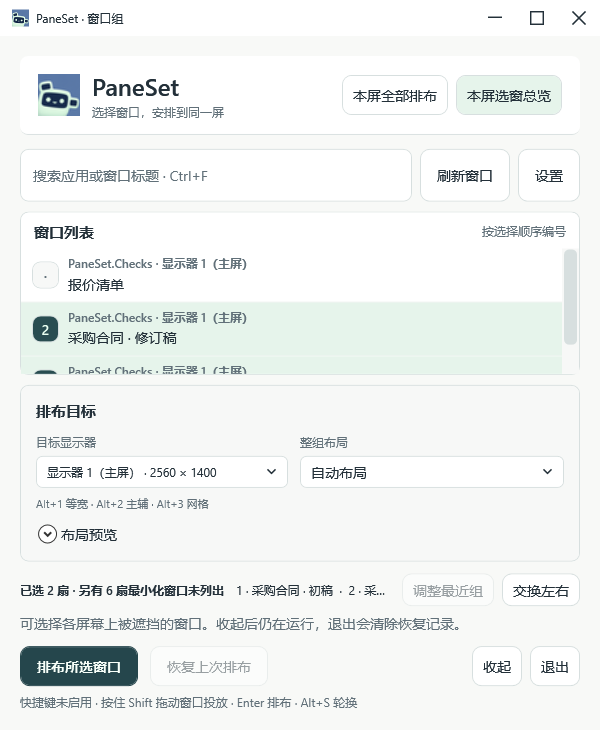 PaneSet · 窗口组
PaneSet
选择窗口，安排到同一屏
本屏全部排布
本屏选窗总览
搜索应用或窗口标题 · Ctrl+F
刷新窗口
设置
窗口列表
按选择顺序编号
PaneSet.Checks · 显示器 1（主屏）
·
报价清单
PaneSet.Checks · 显示器 1（主屏）
2
采购合同 · 修订稿
PaneSet.Checks · 显示器 1（主屏）
排布目标
目标显示器
整组布局
显示器 1（主屏） · 2560 × 1400
自动布局
Alt+1 等宽 · Alt+2 主辅 · Alt+3 网格
布局预览
已选 2 扇 · 另有 6 扇最小化窗口未列出 1 · 采购合同 · 初稿 · 2 · 采...
调整最近组
交换左右
可选择各屏幕上被遮挡的窗口。收起后仍在运行，退出会清除恢复记录。
排布所选窗口
恢复上次排布
收起
退出
快捷键未启用 · 按住 Shift 拖动窗口投放 · Enter 排布 · Alt+S 轮换